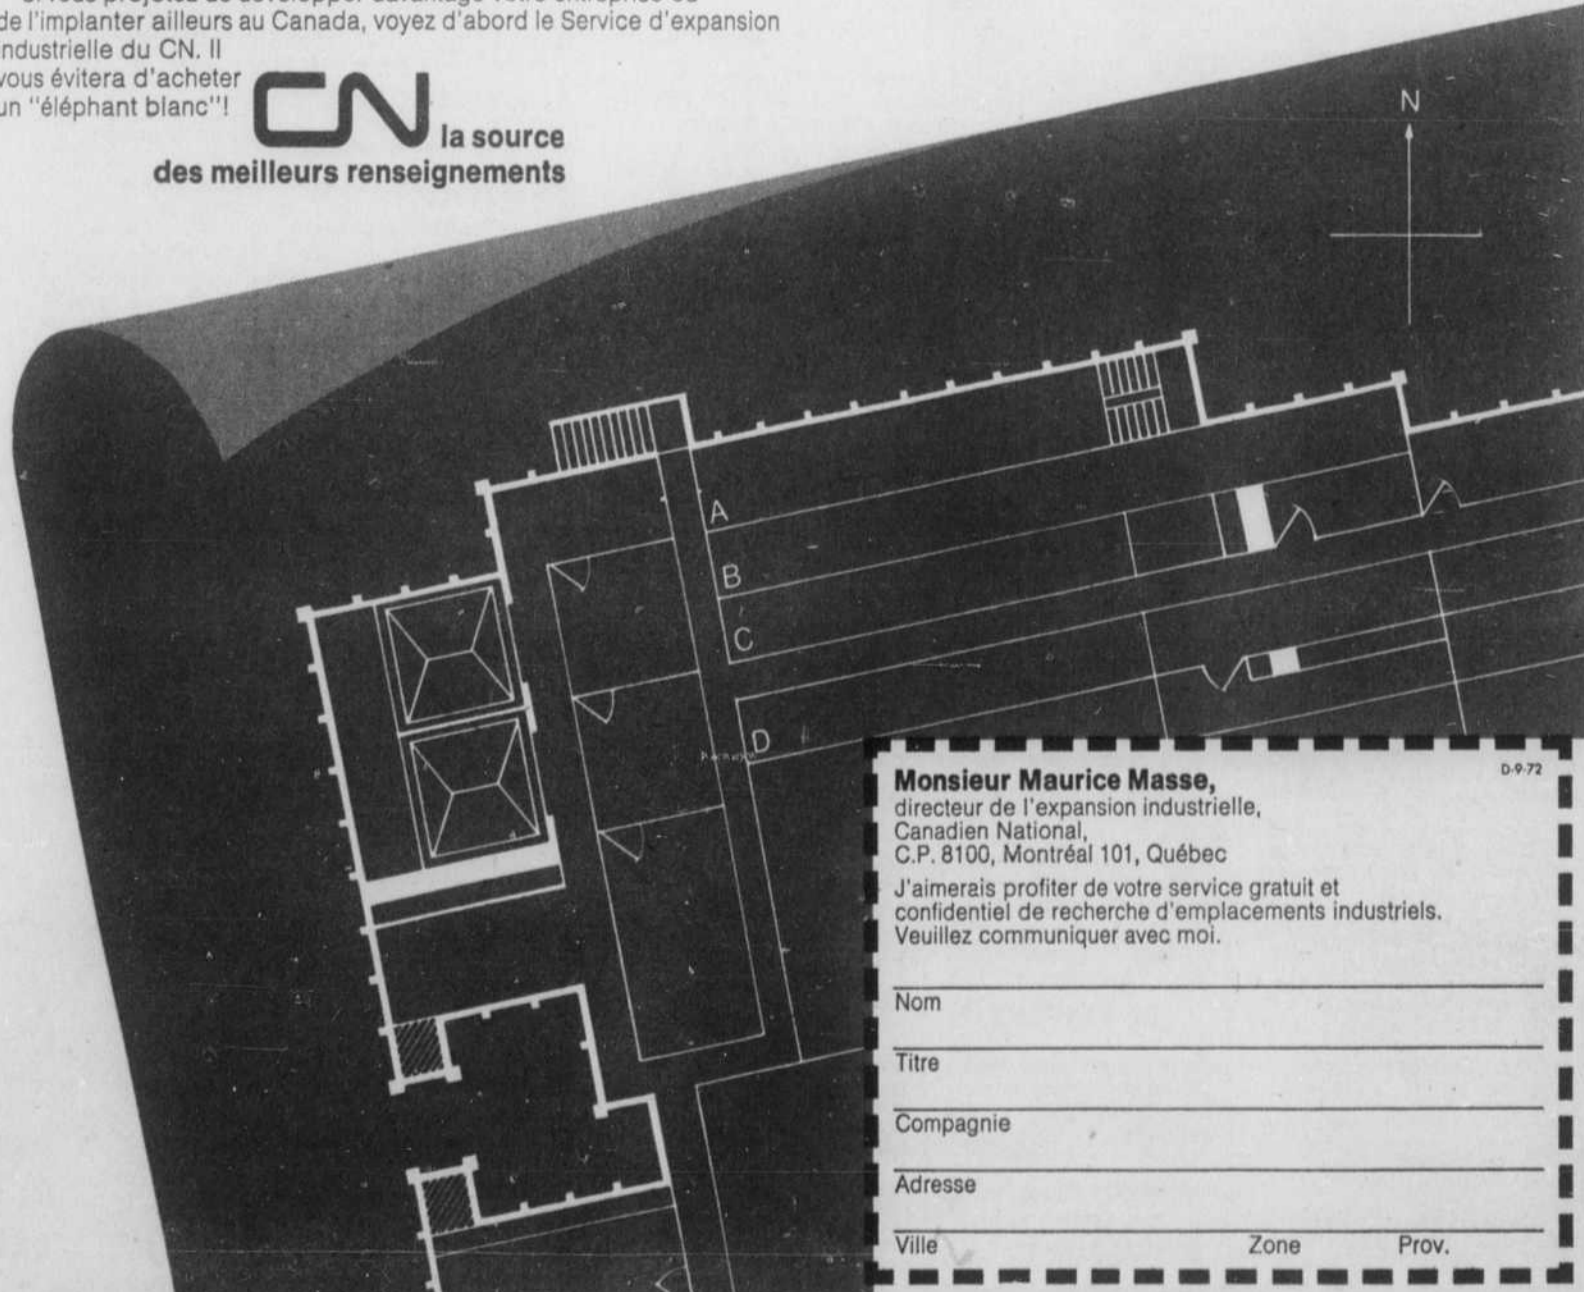 de l'implanter ailleurs au Canada, voyez d'abord le Service d'expansion
industrielle du CN. Il
vous évitera d'acheter
un "éléphant blanc"!
CN la source
des meilleurs renseignements
N
A
B
C
D
D-9-72
Monsieur Maurice Masse,
directeur de l'expansion industrielle,
Canadien National,
C.P. 8100, Montréal 101, Québec
J'aimerais profiter de votre service gratuit et
confidentiel de recherche d'emplacements industriels.
Veuillez communiquer avec moi.
Nom
Titre
Compagnie
Adresse
Ville Zone Prov.